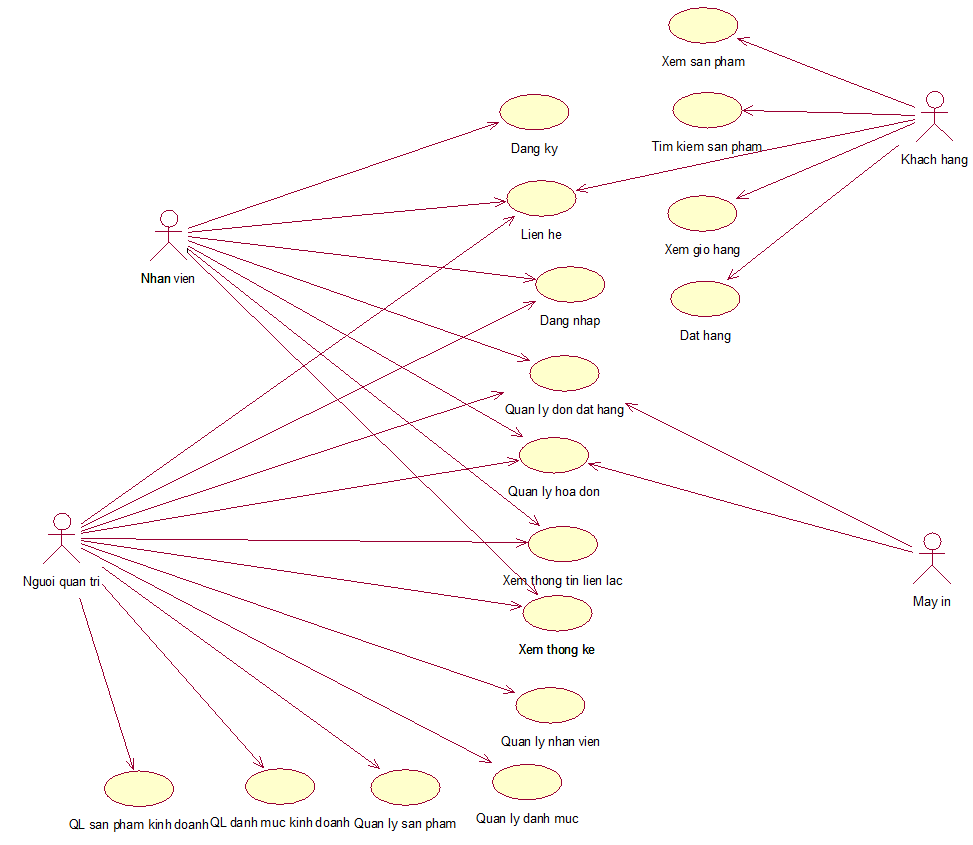 Xem san pham
Tim kiem san pham
Khach hang
Dang ky
Lien he
Xem gio hang
Nhan vien
Dang nhap
Dat hang
Quan ly don dat hang
Quan ly hoa don
Nguoi quan tri
Xem thong tin lien lac
May in
Xem thong ke
Quan ly nhan vien
QL san pham kinh doanh
QL danh muc kinh doanh
Quan ly san pham
Quan ly danh muc